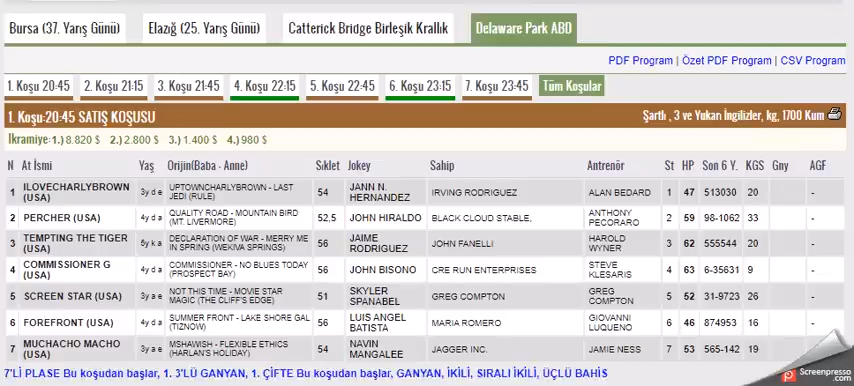 Bursa (37. Yarış Günü) Elazığ (25. Yarış Günü) Catterick Bridge Birleşik Krallık Delaware Park ABD
PDF Program | Özet PDF Program | CSV Program
1. Koşu 20:45 2. Koşu 21:15 3. Koşu 21:45 4. Koşu 22:15 5. Koşu 22:45 6. Koşu 23:15 7. Koşu 23:45 Tüm Koşular
1. Koşu:20:45 SATIŞ KOŞUSU Şartlı , 3 ve Yukarı İngilizler, kg, 1700 Kum
İkramiye: 1.) 8.820 $ 2.) 2.800 $ 3.) 1.400 $ 4.) 980 $
N At İsmi Yaş Orijin(Baba - Anne) Sıklet Jokey Sahip Antrenör St HP Son 6 Y. KGS Gny AGF
1 ILOVECHARLYBROWN (USA) 3y d e UPTOWNCHARLYBROWN - LAST JEDI (RULE) 54 JANN N. HERNANDEZ IRVING RODRIGUEZ ALAN BEDARD 1 47 513030 20 -
2 PERCHER (USA) 4y d a QUALITY ROAD - MOUNTAIN BIRD (MT. LIVERMORE) 52,5 JOHN HIRALDO BLACK CLOUD STABLE, ANTHONY PECORARO 2 59 98-1062 33 -
3 TEMPTING THE TIGER (USA) 5y k a DECLARATION OF WAR - MERRY ME IN SPRING (WEKIVA SPRINGS) 56 JAIME RODRIGUEZ JOHN FANELLI HAROLD WYNER 3 62 555544 20 -
4 COMMISSIONER G (USA) 4y d a COMMISSIONER - NO BLUES TODAY (PROSPECT BAY) 56 JOHN BISONO CRE RUN ENTERPRISES STEVE KLESARIS 4 63 6-35631 9 -
5 SCREEN STAR (USA) 3y a e NOT THIS TIME - MOVIE STAR MAGIC (THE CLIFF'S EDGE) 51 SKYLER SPANABEL GREG COMPTON GREG COMPTON 5 52 31-9723 26 -
6 FOREFRONT (USA) 4y d a SUMMER FRONT - LAKE SHORE GAL (TIZNOW) 56 LUIS ANGEL BATISTA MARIA ROMERO GIOVANNI LUQUENO 6 46 874953 16 -
7 MUCHACHO MACHO (USA) 3y a e MSHAWISH - FLEXIBLE ETHICS (HARLAN'S HOLIDAY) 54 NAVIN MANGALEE JAGGER INC. JAMIE NESS 7 53 565-142 19 -
7'Lİ PLASE Bu koşudan başlar, 1. 3'LÜ GANYAN, 1. ÇİFTE Bu koşudan başlar, GANYAN, İKİLİ, SIRALI İKİLİ, ÜÇLÜ BAHİS
Screenpresso
.com